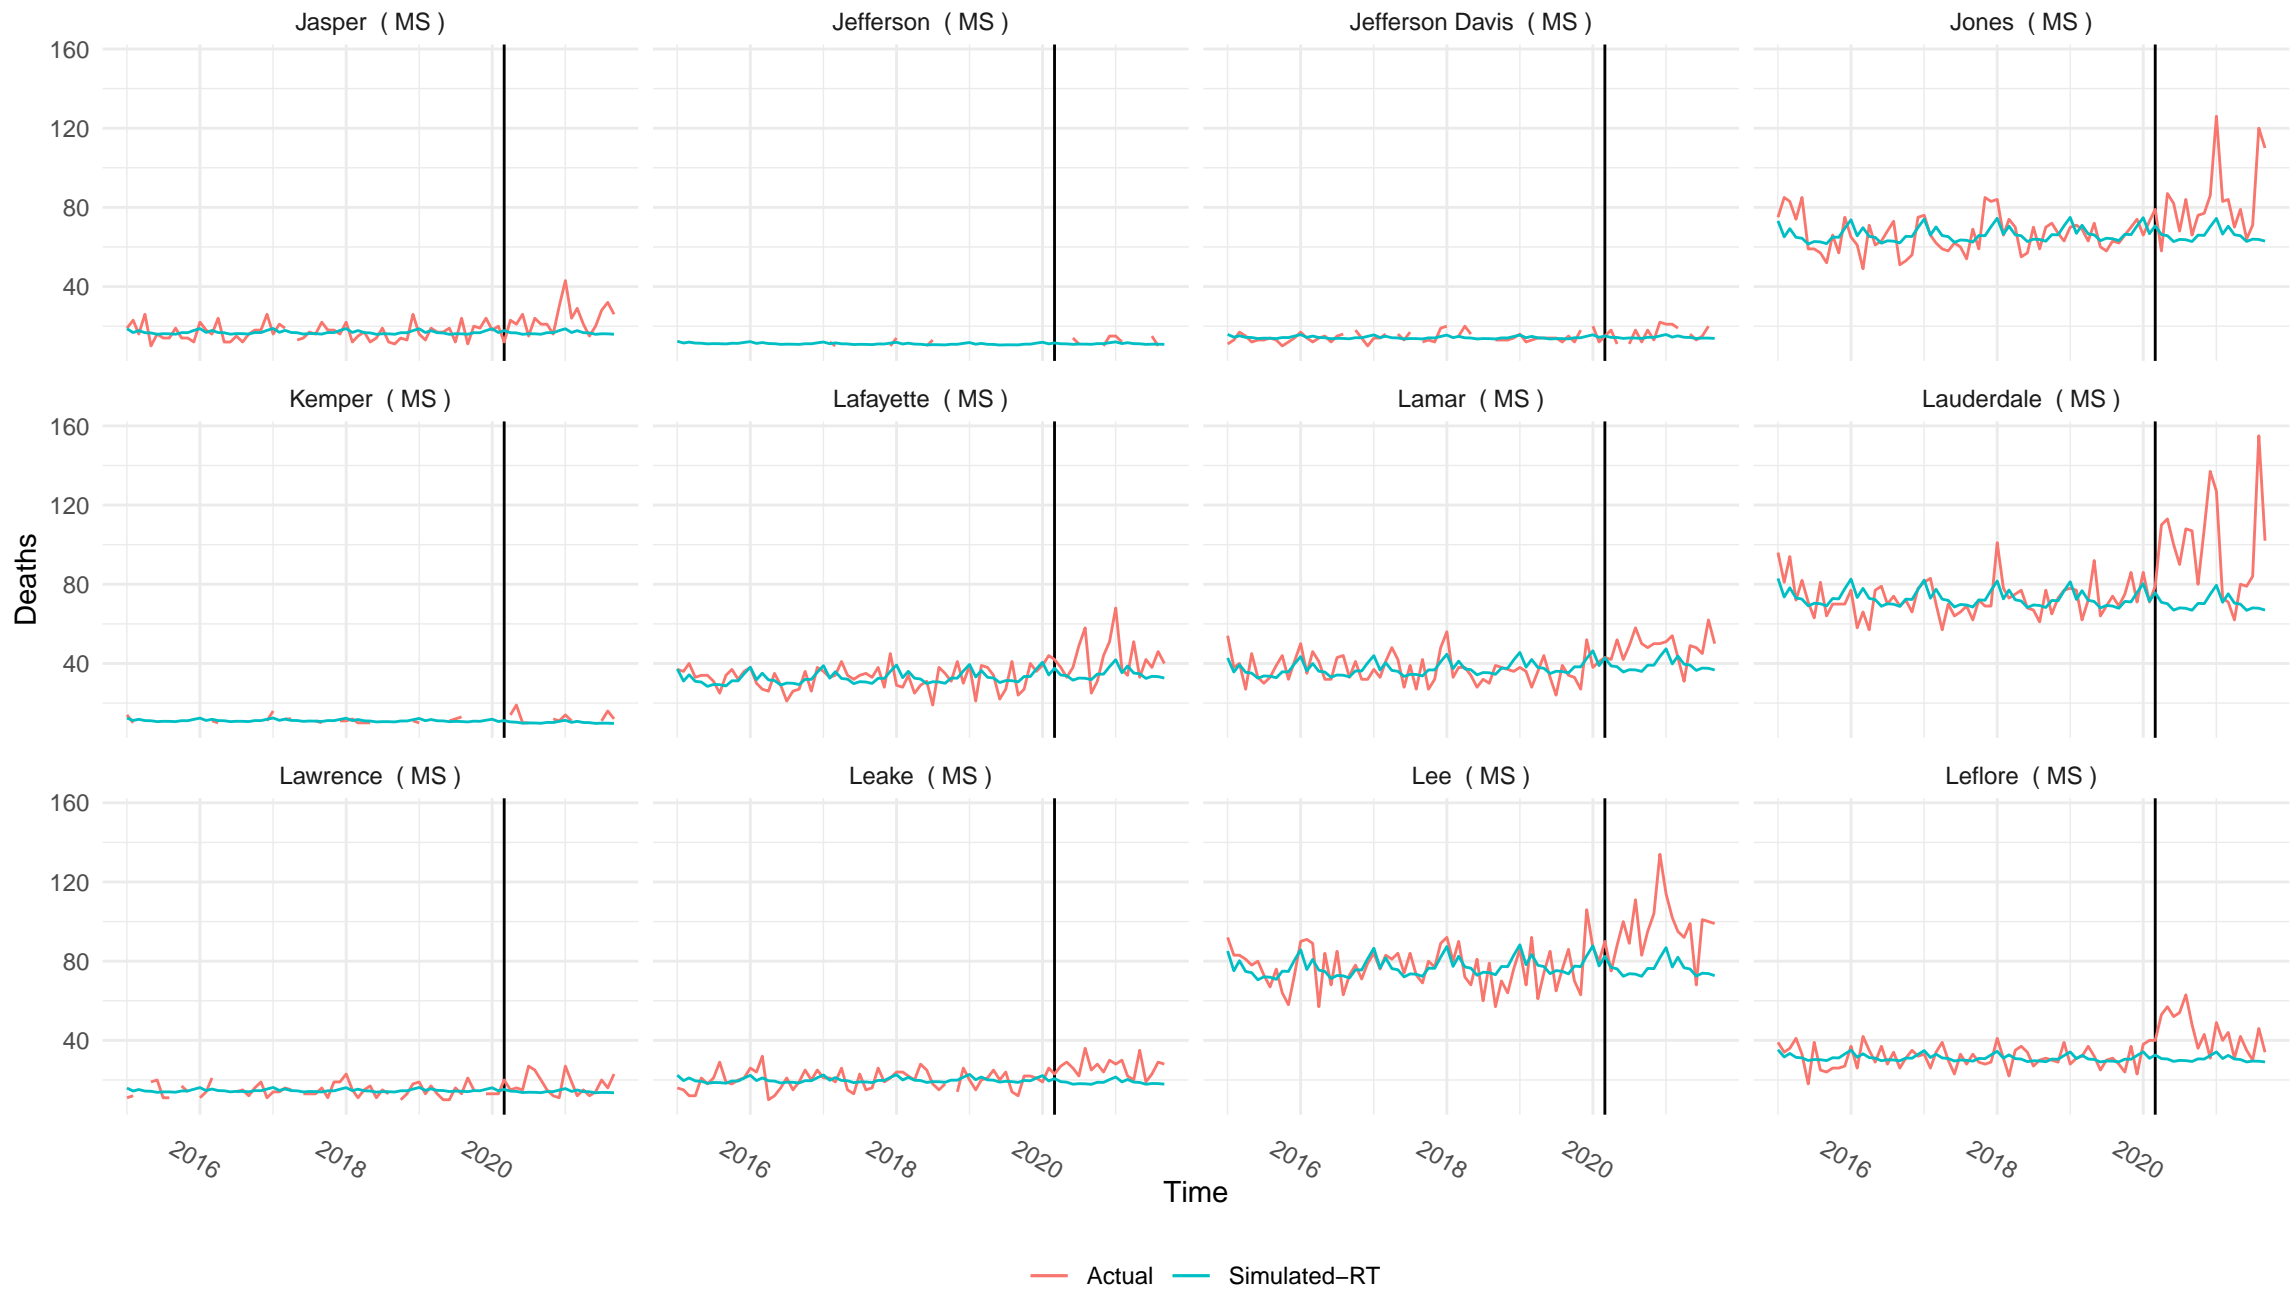 Jasper ( MS )
Jefferson ( MS )
Jefferson Davis ( MS )
Jones ( MS )
160
120
80
40
Kemper ( MS )
Lafayette ( MS )
Lamar ( MS )
Lauderdale ( MS )
160
120
80
40
Deaths
Lawrence ( MS )
Leake ( MS )
Lee ( MS )
Leflore ( MS )
160
120
80
40
2016 2018 2020
2016 2018 2020
2016 2018 2020
2016 2018 2020
Time
Actual
Simulated−RT